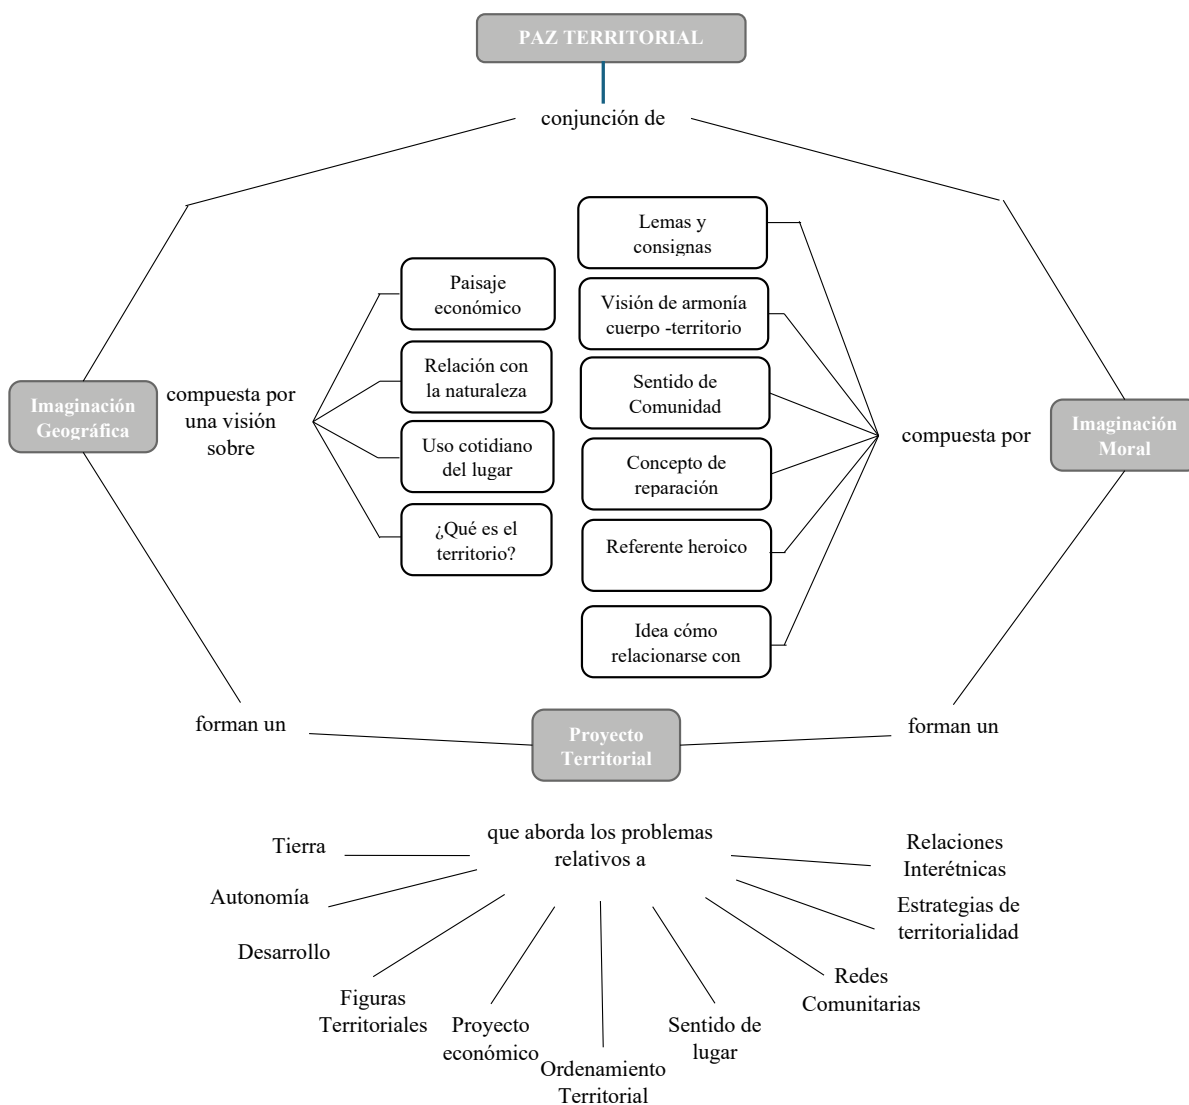 PAZ TERRITORIAL
conjunción de
Imaginación
Geográfica
compuesta por
una visión
sobre
Paisaje
económico
Relación con
la naturaleza
Uso cotidiano
del lugar
¿Qué es el
territorio?
Lemas y
consignas
Visión de armonía
cuerpo -territorio
Sentido de
Comunidad
Concepto de
reparación
Referente heroico
Idea cómo
relacionarse con
compuesta por
Imaginación
Moral
forman un
Proyecto
Territorial
forman un
que aborda los problemas
relativos a
Tierra
Autonomía
Desarrollo
Figuras
Territoriales
Proyecto
económico
Ordenamiento
Territorial
Sentido de
lugar
Redes
Comunitarias
Estrategias de
territorialidad
Relaciones
Interétnicas